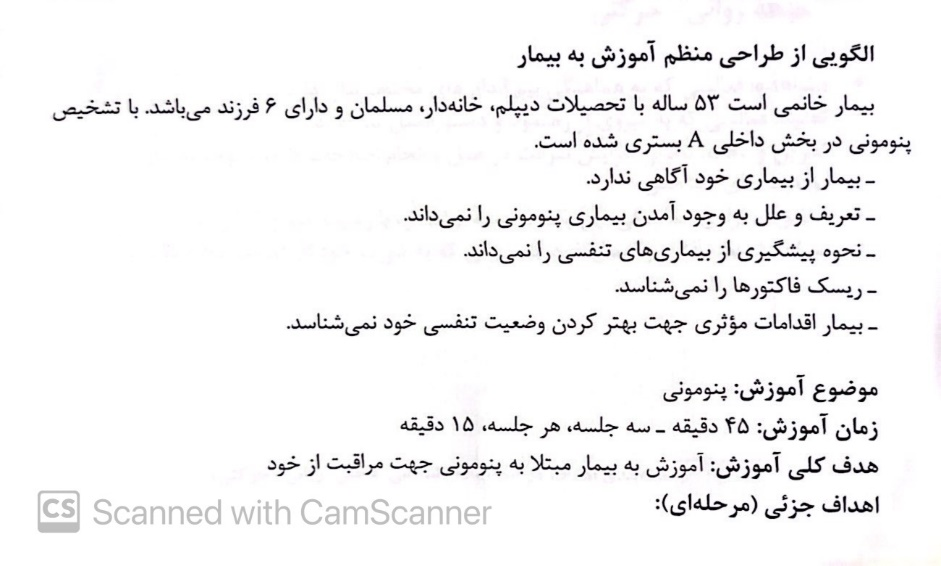 الگویی از طراحی منظم آموزش به بیمار
بیمار خانمی است ۵۳ ساله با تحصیلات دیپلم، خانه‌دار، مسلمان و دارای ۶ فرزند می‌باشد. با تشخیص
پنومونی در بخش داخلی A بستری شده است.
ـ بیمار از بیماری خود آگاهی ندارد.
ـ تعریف و علل به وجود آمدن بیماری پنومونی را نمی‌داند.
ـ نحوه پیشگیری از بیماری‌های تنفسی را نمی‌داند.
ـ ریسک فاکتورها را نمی‌شناسد.
ـ بیمار اقدامات مؤثری جهت بهتر کردن وضعیت تنفسی خود نمی‌شناسد.
موضوع آموزش: پنومونی
زمان آموزش: ۴۵ دقیقه ـ سه جلسه، هر جلسه، ۱۵ دقیقه
هدف کلی آموزش: آموزش به بیمار مبتلا به پنومونی جهت مراقبت از خود
اهداف جزئی (مرحله‌ای):
CS Scanned with CamScanner